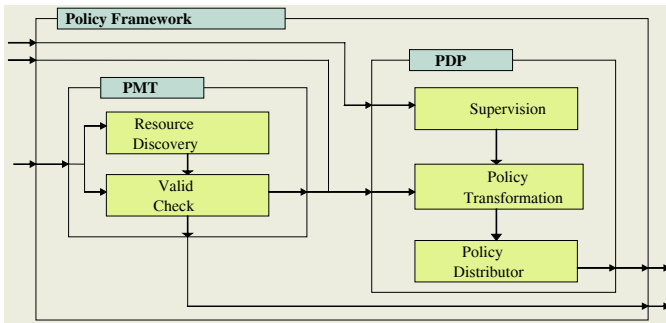 Policy Framework
PDP
PMT
Supervision
Resource
Discovery
Policy
Transformation
Valid
Check
Policy
Distributor